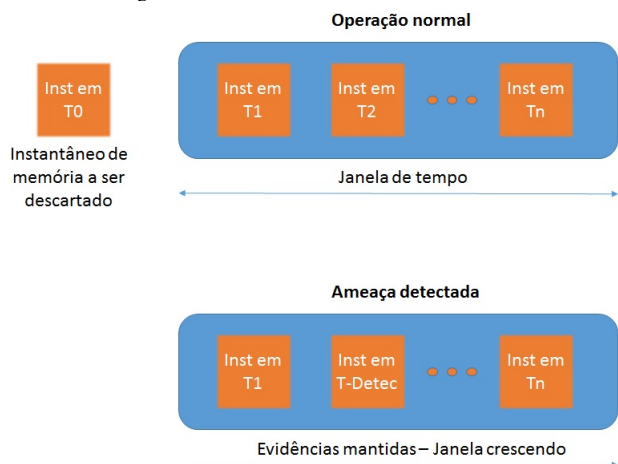 Operação normal
Inst em
T0
Inst em
T1
Inst em
T2
Inst em
Tn
Instantâneo de
memória a ser
descartado
Janela de tempo
Ameaça detectada
Inst em
T1
Inst em
T-Detec
Inst em
Tn
Evidências mantidas – Janela crescendo